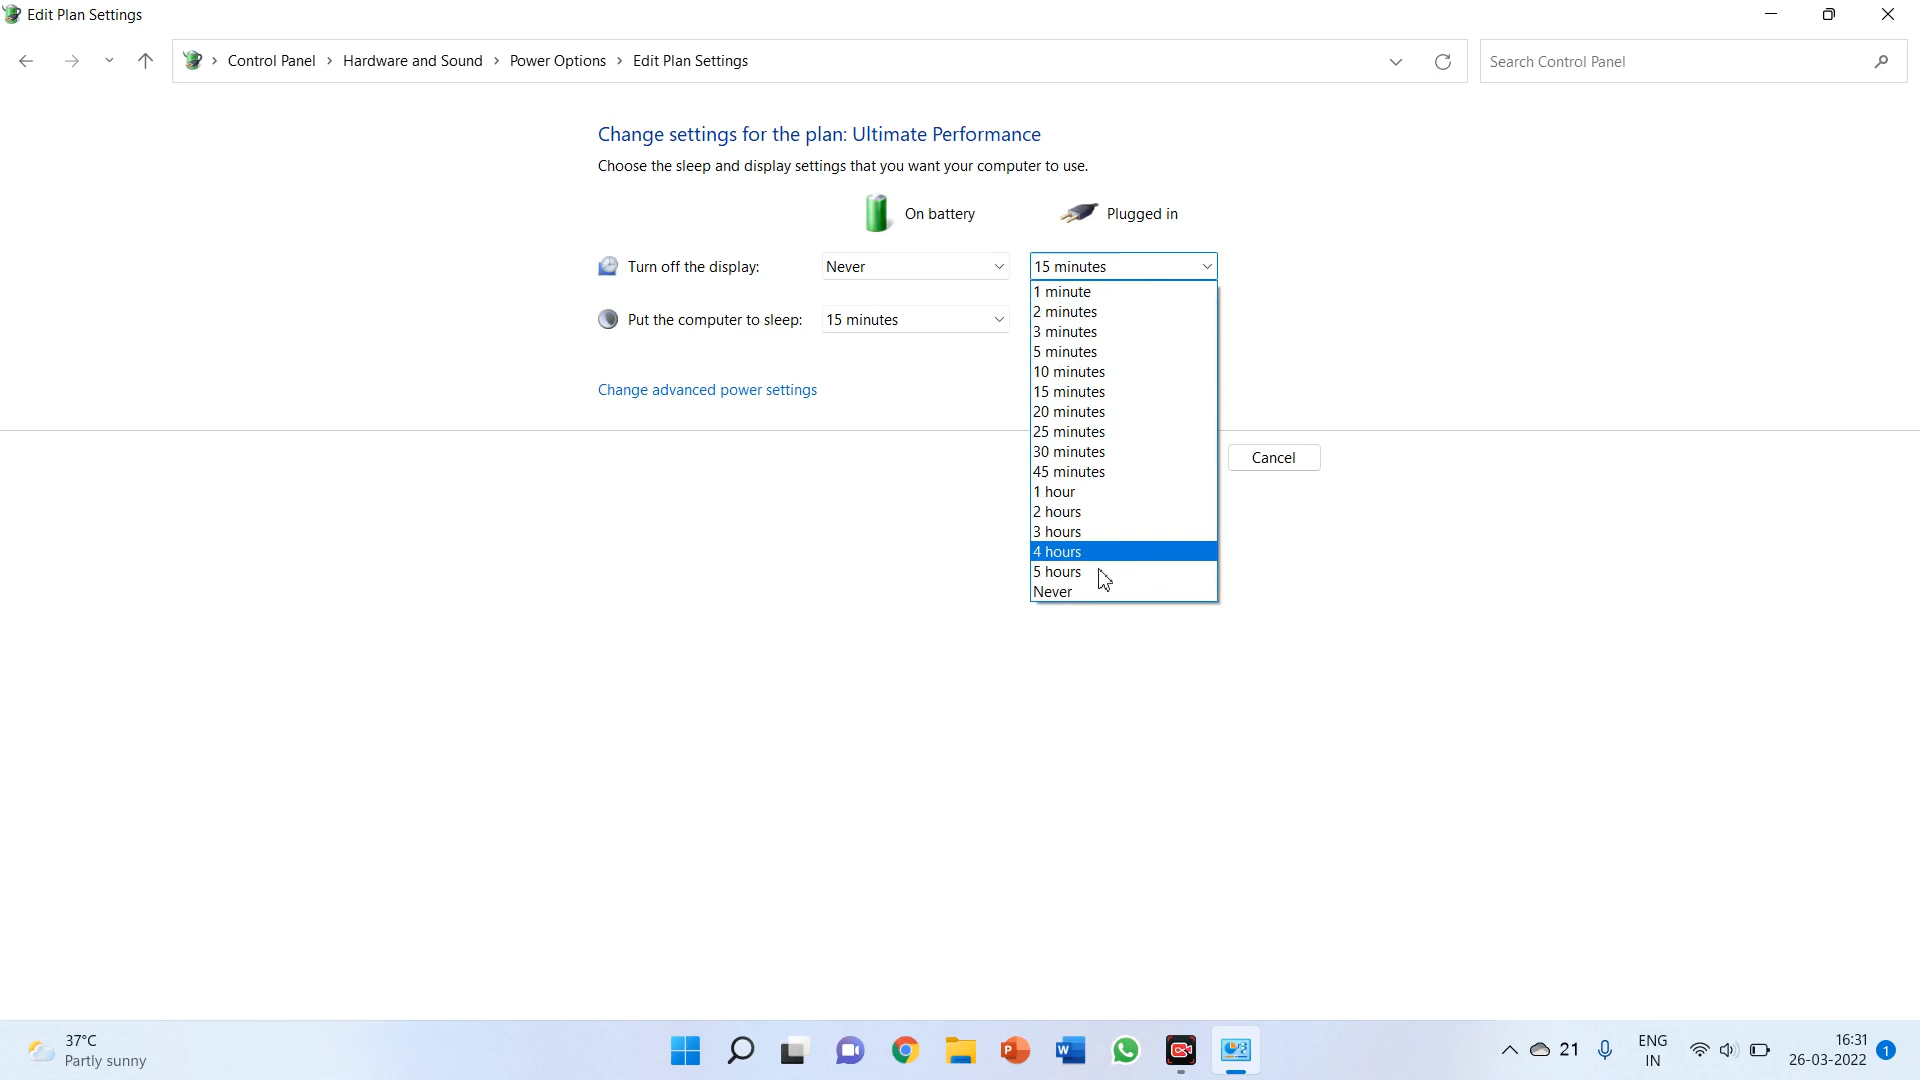 Edit Plan Settings
Control Panel > Hardware and Sound > Power Options > Edit Plan Settings
Search Control Panel
Change settings for the plan: Ultimate Performance
Choose the sleep and display settings that you want your computer to use.
On battery
Plugged in
Turn off the display:
Never
15 minutes
Put the computer to sleep:
15 minutes
1 minute
2 minutes
3 minutes
5 minutes
10 minutes
15 minutes
20 minutes
25 minutes
30 minutes
45 minutes
1 hour
2 hours
3 hours
4 hours
5 hours
Never
Change advanced power settings
Cancel
37°C
Partly sunny
P
W
21
ENG
IN
16:31
26-03-2022
1